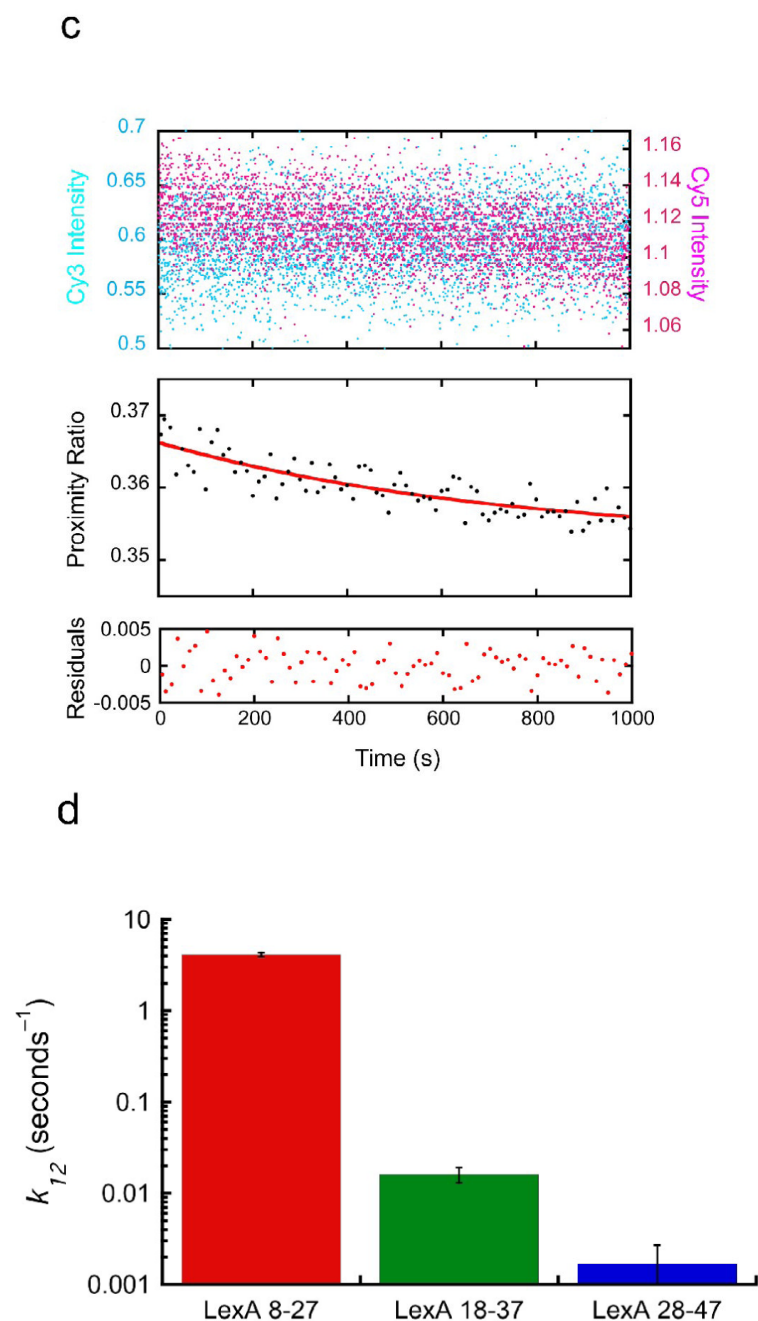 c
0.7
0.65
0.6
0.55
0.5
Cy3 Intensity
1.16
1.14
1.12
1.1
1.08
1.06
Cy5 Intensity
0.37
0.36
0.35
Proximity Ratio
0.005
0
-0.005
Residuals
0 200 400 600 800 1000
Time (s)
d
10
1
0.1
0.01
0.001
k12 (seconds−1)
LexA 8-27 LexA 18-37 LexA 28-47